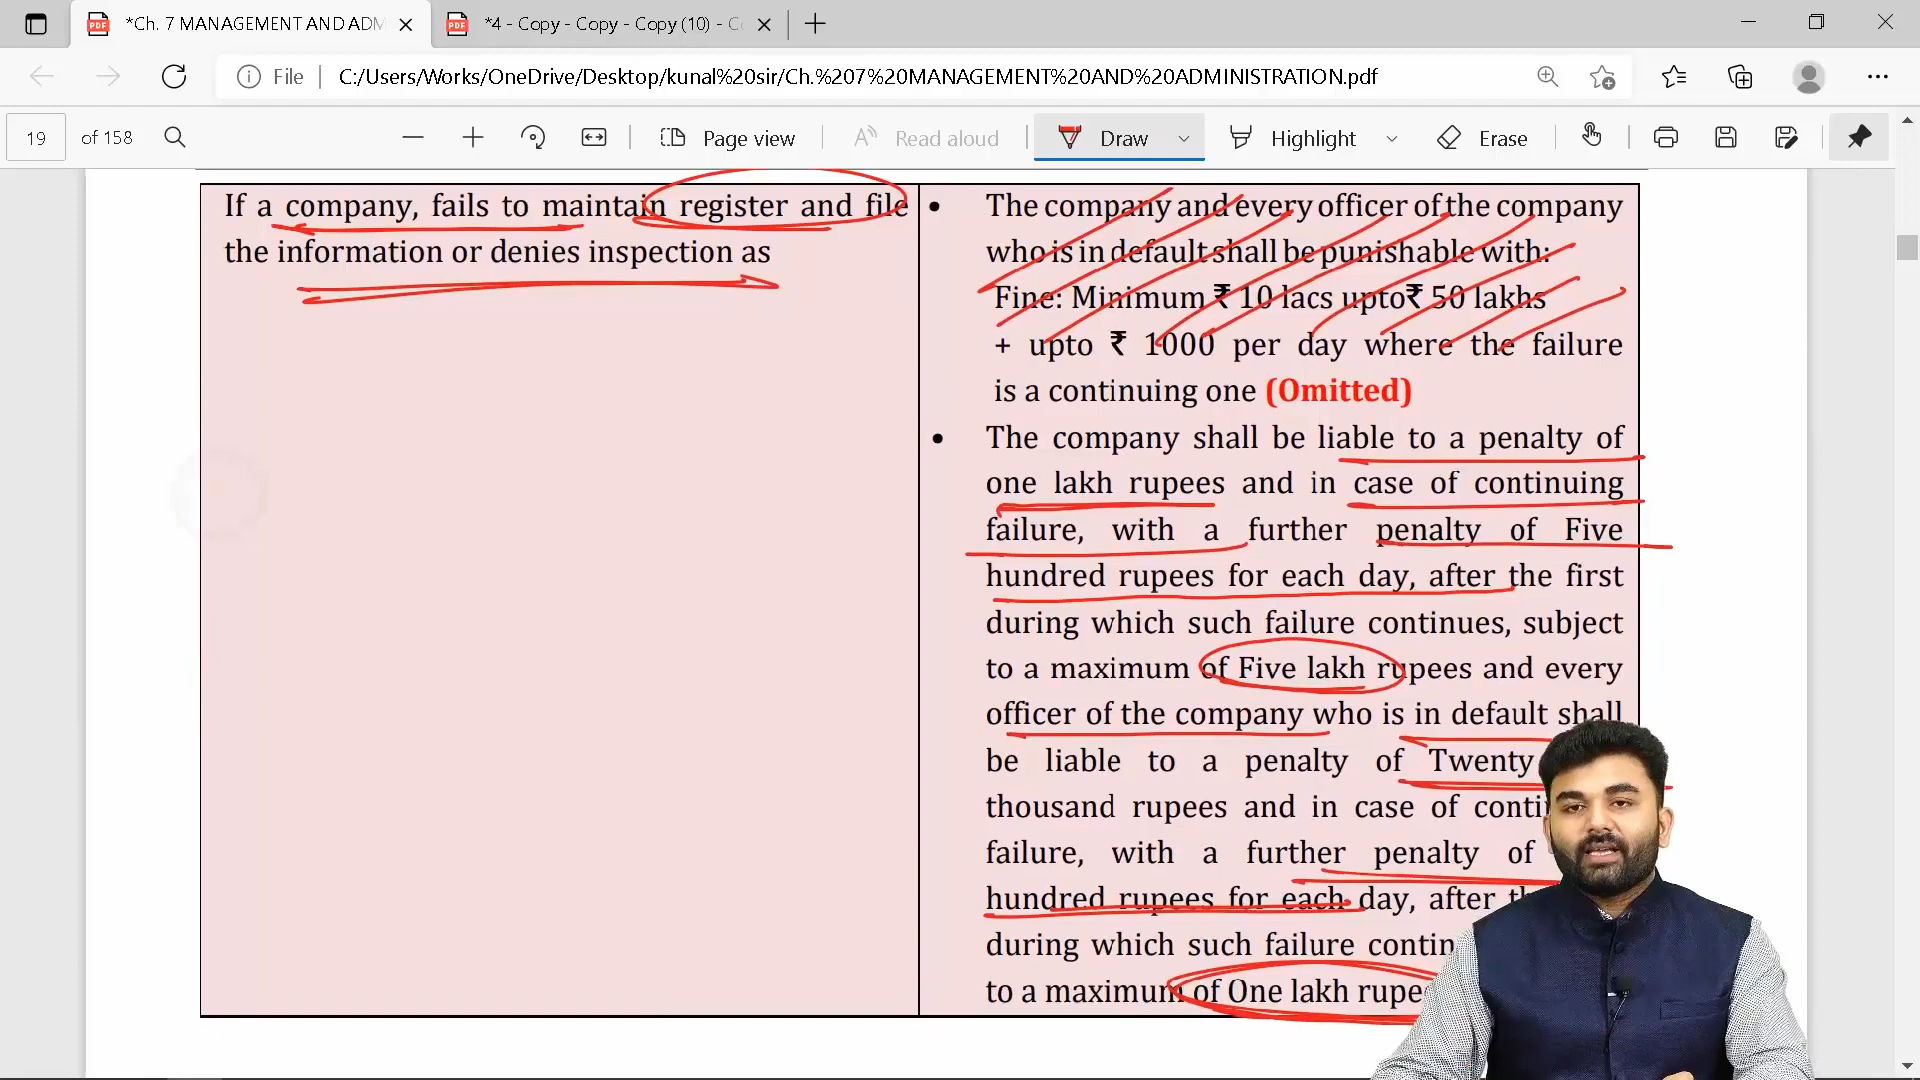 *Ch. 7 MANAGEMENT AND ADM
*4 - Copy - Copy - Copy (10) - Co
File
C:/Users/Works/OneDrive/Desktop/kunal%20sir/Ch.%207%20MANAGEMENT%20AND%20ADMINISTRATION.pdf
19 of 158
Page view
Read aloud
Draw
Highlight
Erase
If a company, fails to maintain register and file
the information or denies inspection as
• The company and every officer of the company
who is in default shall be punishable with:
Fine: Minimum ₹ 10 lacs upto ₹ 50 lakhs
+ upto ₹ 1000 per day where the failure
is a continuing one (Omitted)
• The company shall be liable to a penalty of
one lakh rupees and in case of continuing
failure, with a further penalty of Five
hundred rupees for each day, after the first
during which such failure continues, subject
to a maximum of Five lakh rupees and every
officer of the company who is in default shall
be liable to a penalty of Twenty
thousand rupees and in case of conti
failure, with a further penalty of
hundred rupees for each day, after
during which such failure contin
to a maximum of One lakh rupe